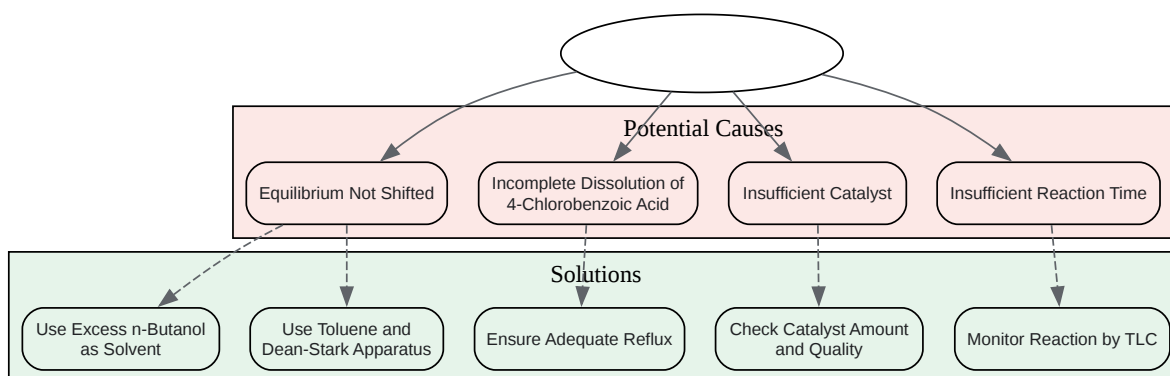 Potential Causes
Equilibrium Not Shifted
Incomplete Dissolution of
4-Chlorobenzoic Acid
Insufficient Catalyst
Insufficient Reaction Time
Solutions
Use Excess n-Butanol
as Solvent
Use Toluene and
Dean-Stark Apparatus
Ensure Adequate Reflux
Check Catalyst Amount
and Quality
Monitor Reaction by TLC